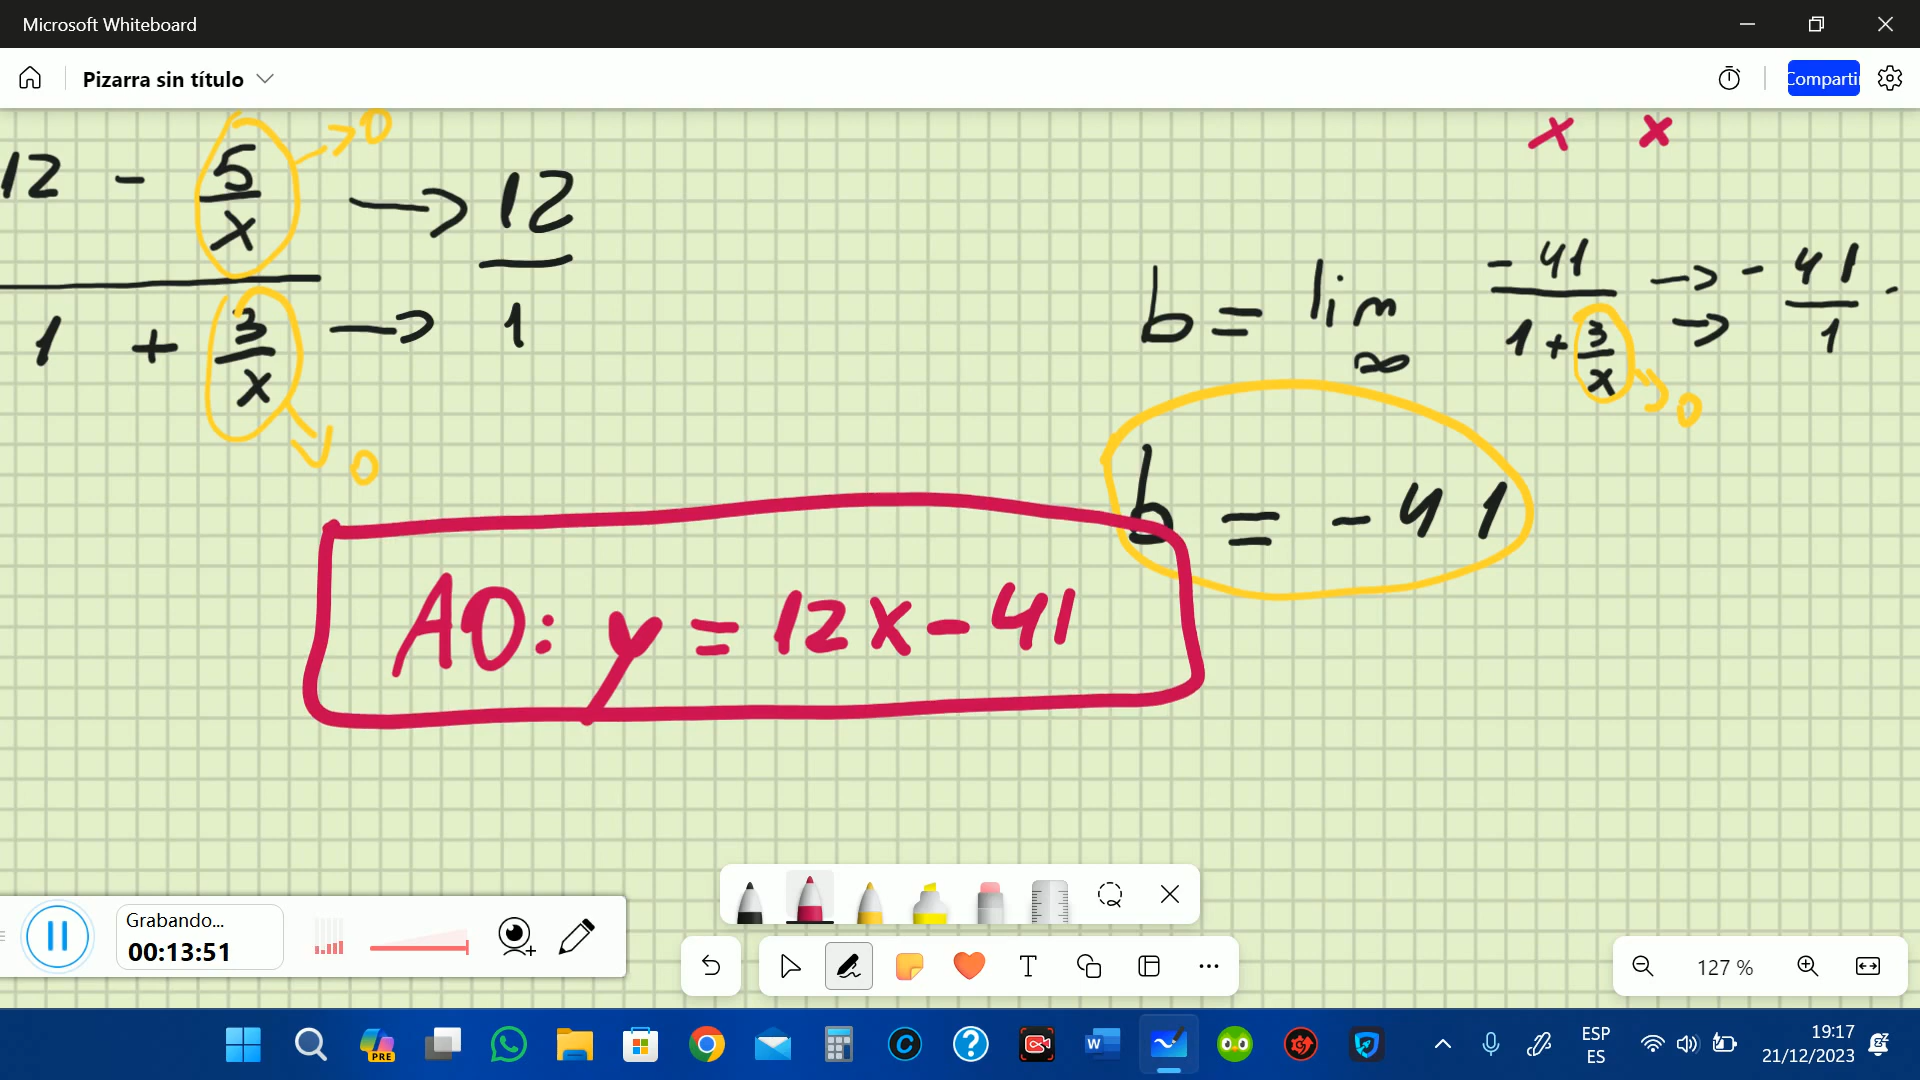 Microsoft Whiteboard
Pizarra sin título
Comparti
12 - 5/x → 12
1 + 3/x → 1
→ 0
0
x x
b = lim ∞ -41 → -41
1 + 3/x → 1
0
b = -41
AO: y = 12x - 41
Grabando...
00:13:51
T
127 %
PRE
ESP
ES
19:17
21/12/2023